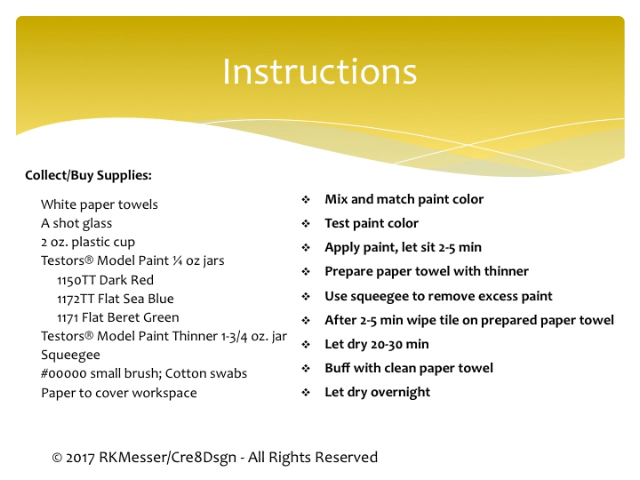 Instructions
Collect/Buy Supplies:
White paper towels
A shot glass
2 oz. plastic cup
Testors® Model Paint ¼ oz jars
1150TT Dark Red
1172TT Flat Sea Blue
1171 Flat Beret Green
Testors® Model Paint Thinner 1-3/4 oz. jar
Squeegee
#00000 small brush; Cotton swabs
Paper to cover workspace
❖ Mix and match paint color
❖ Test paint color
❖ Apply paint, let sit 2-5 min
❖ Prepare paper towel with thinner
❖ Use squeegee to remove excess paint
❖ After 2-5 min wipe tile on prepared paper towel
❖ Let dry 20-30 min
❖ Buff with clean paper towel
❖ Let dry overnight
© 2017 RKMesser/Cre8Dsgn - All Rights Reserved